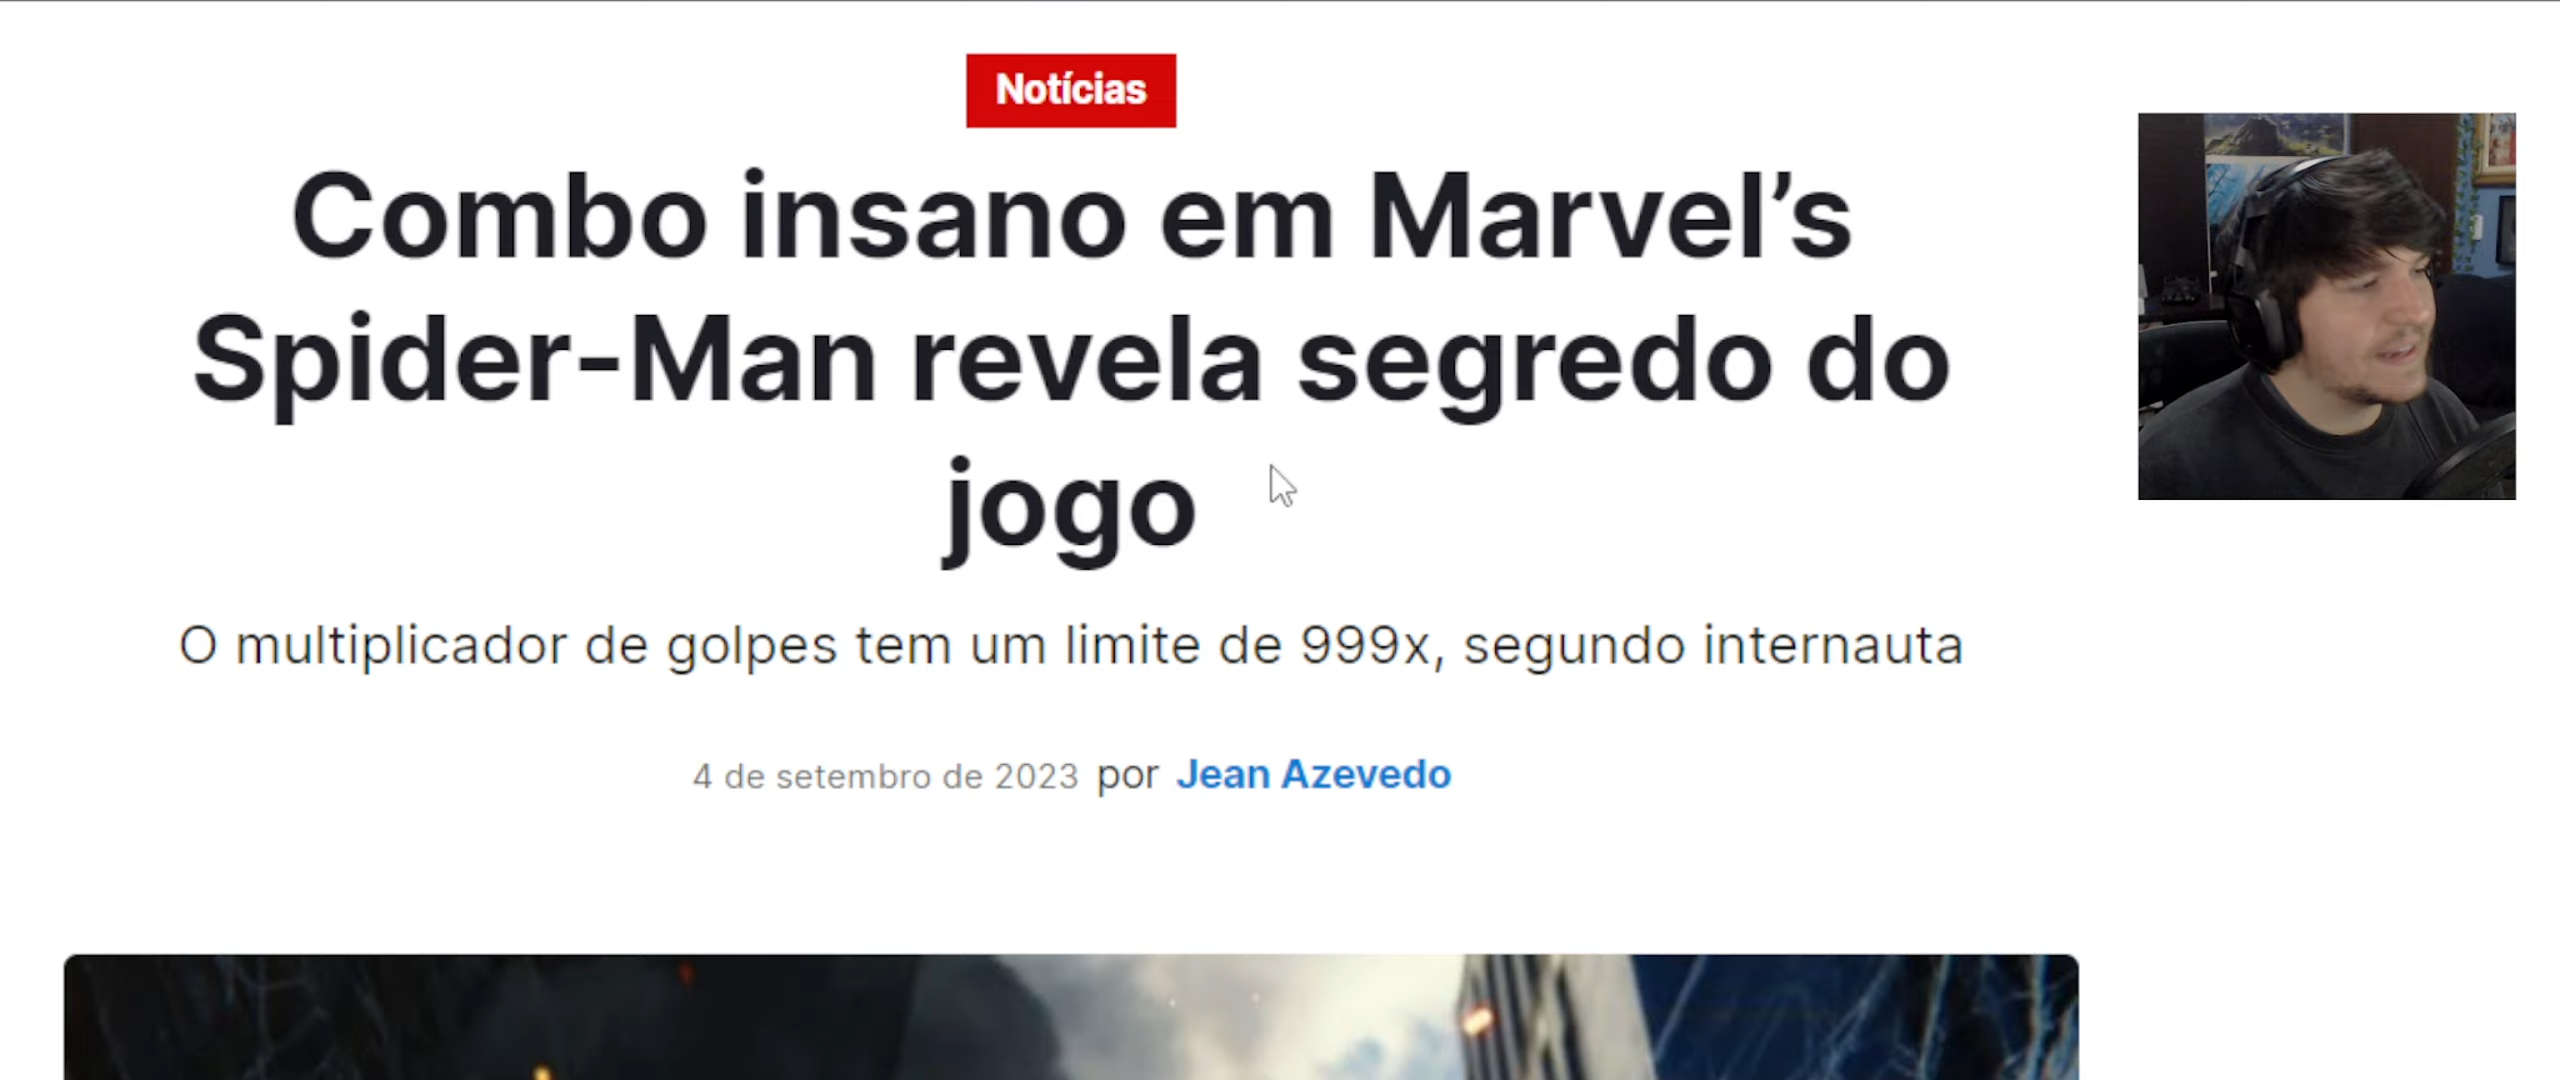 Notícias
Combo insano em Marvel’s
Spider-Man revela segredo do
jogo
O multiplicador de golpes tem um limite de 999x, segundo internauta
4 de setembro de 2023 por Jean Azevedo